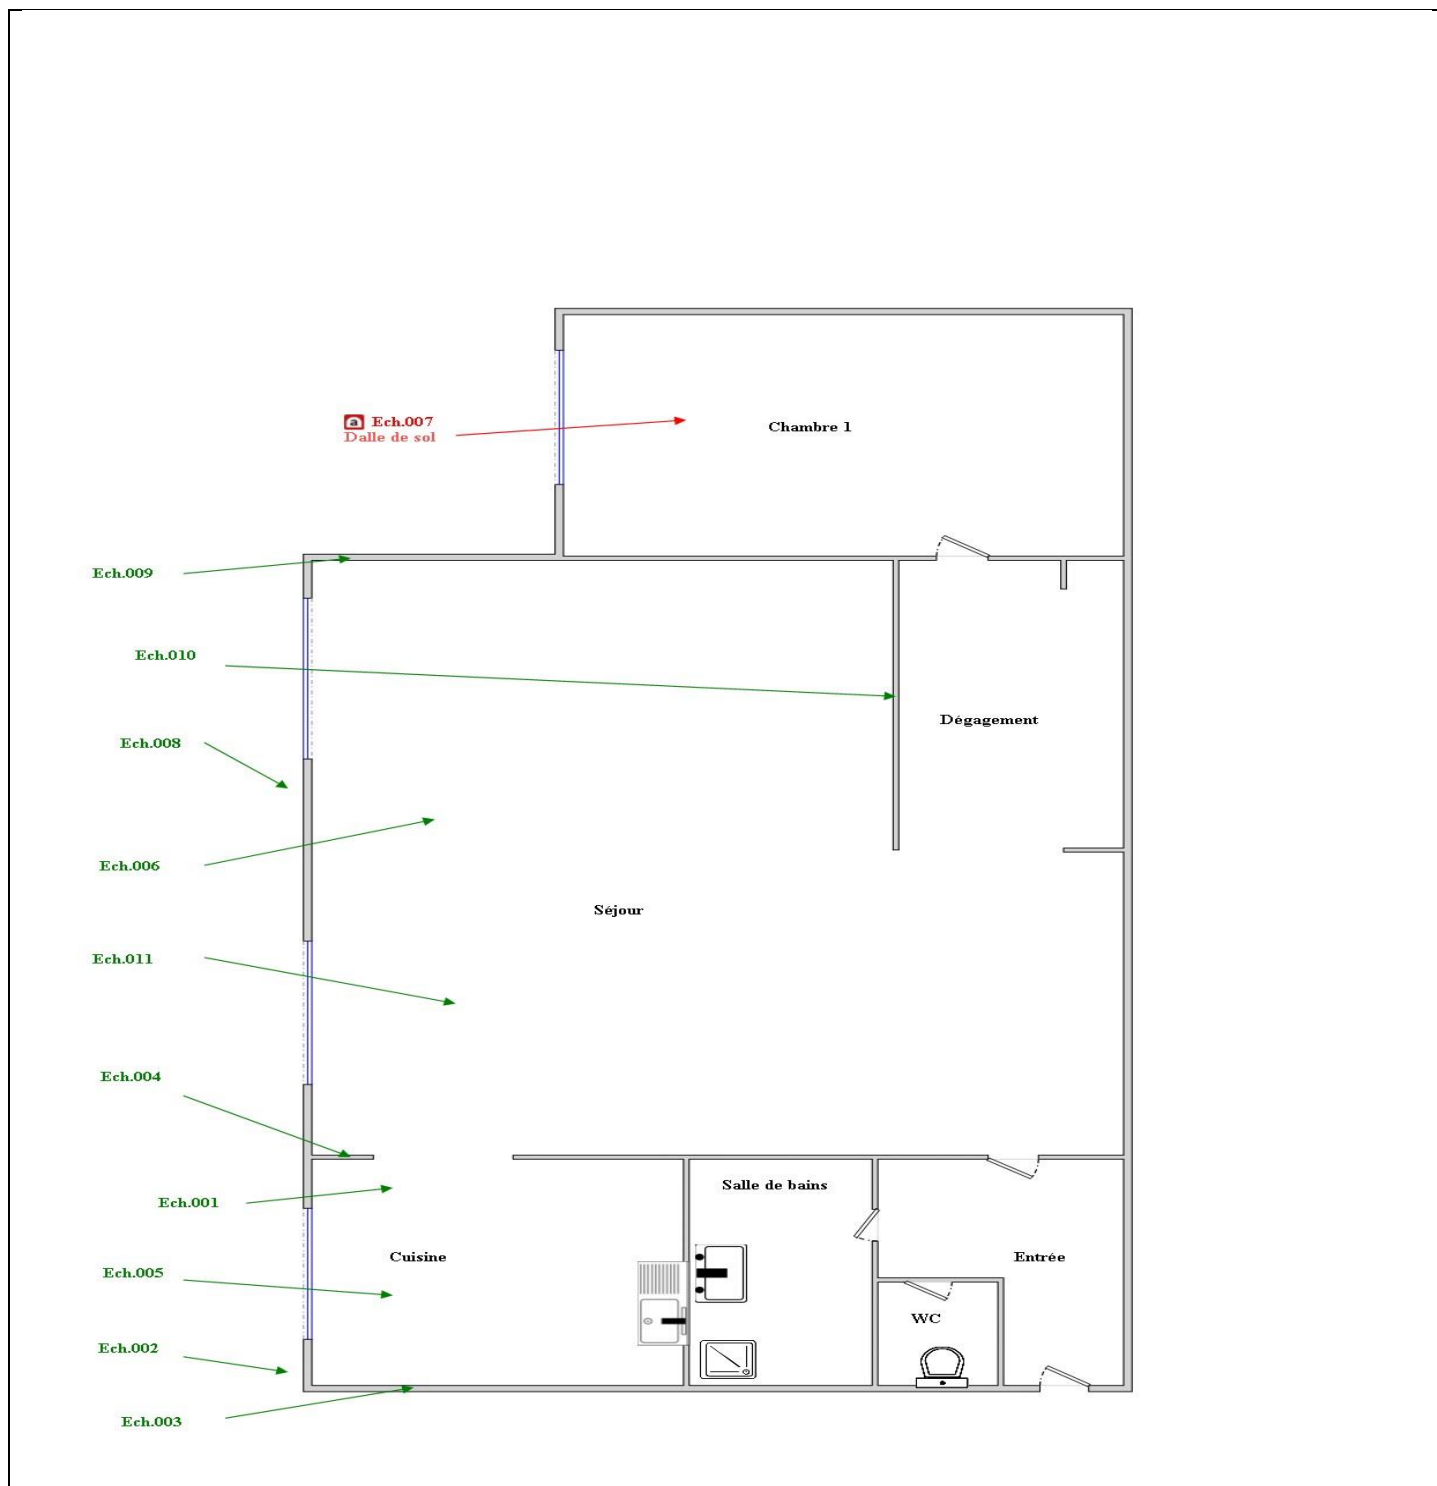 a Ech.007
Dalle de sol
Chambre 1
Ech.009
Ech.010
Dégagement
Ech.008
Ech.006
Séjour
Ech.011
Ech.004
Salle de bains
Ech.001
Cuisine
Entrée
Ech.005
WC
Ech.002
Ech.003